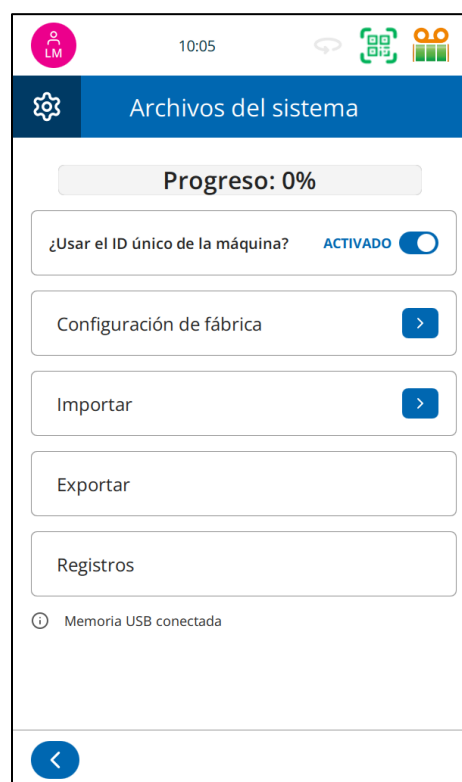 LM
10:05
Archivos del sistema
Progreso: 0%
¿Usar el ID único de la máquina? ACTIVADO
Configuración de fábrica
Importar
Exportar
Registros
Memoria USB conectada